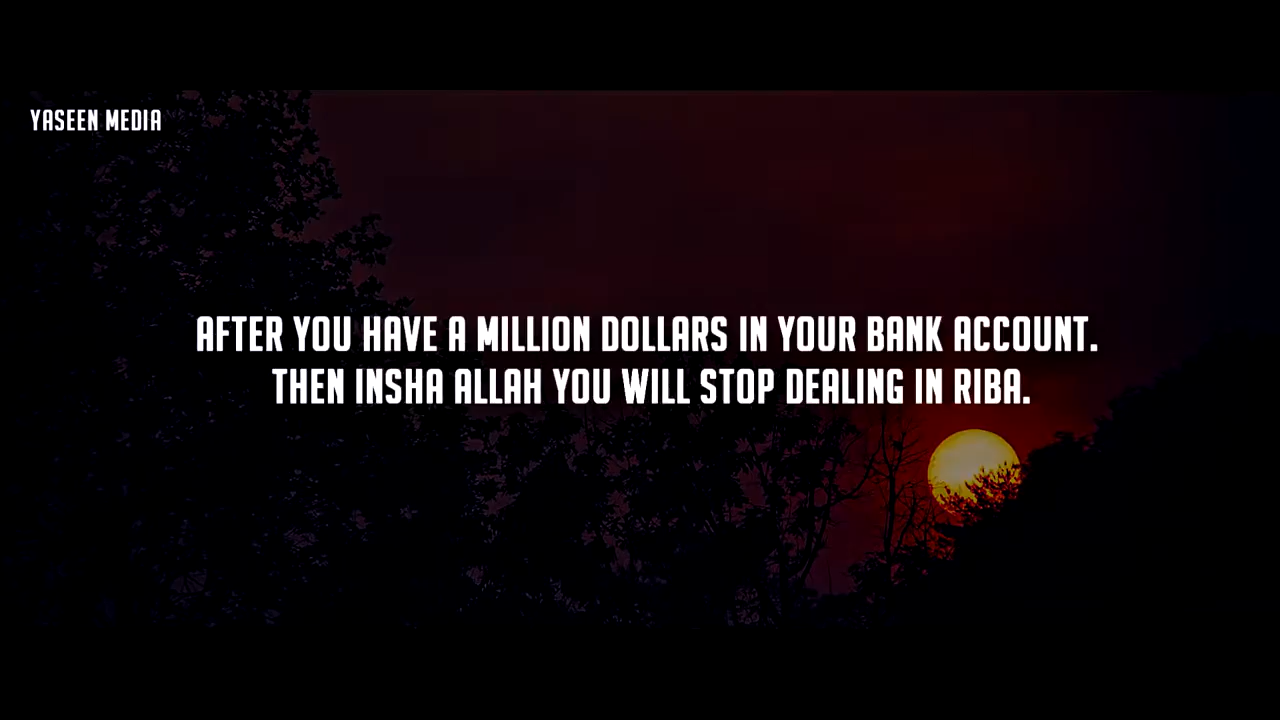 YASEEN MEDIA
AFTER YOU HAVE A MILLION DOLLARS IN YOUR BANK ACCOUNT.
THEN INSHA ALLAH YOU WILL STOP DEALING IN RIBA.